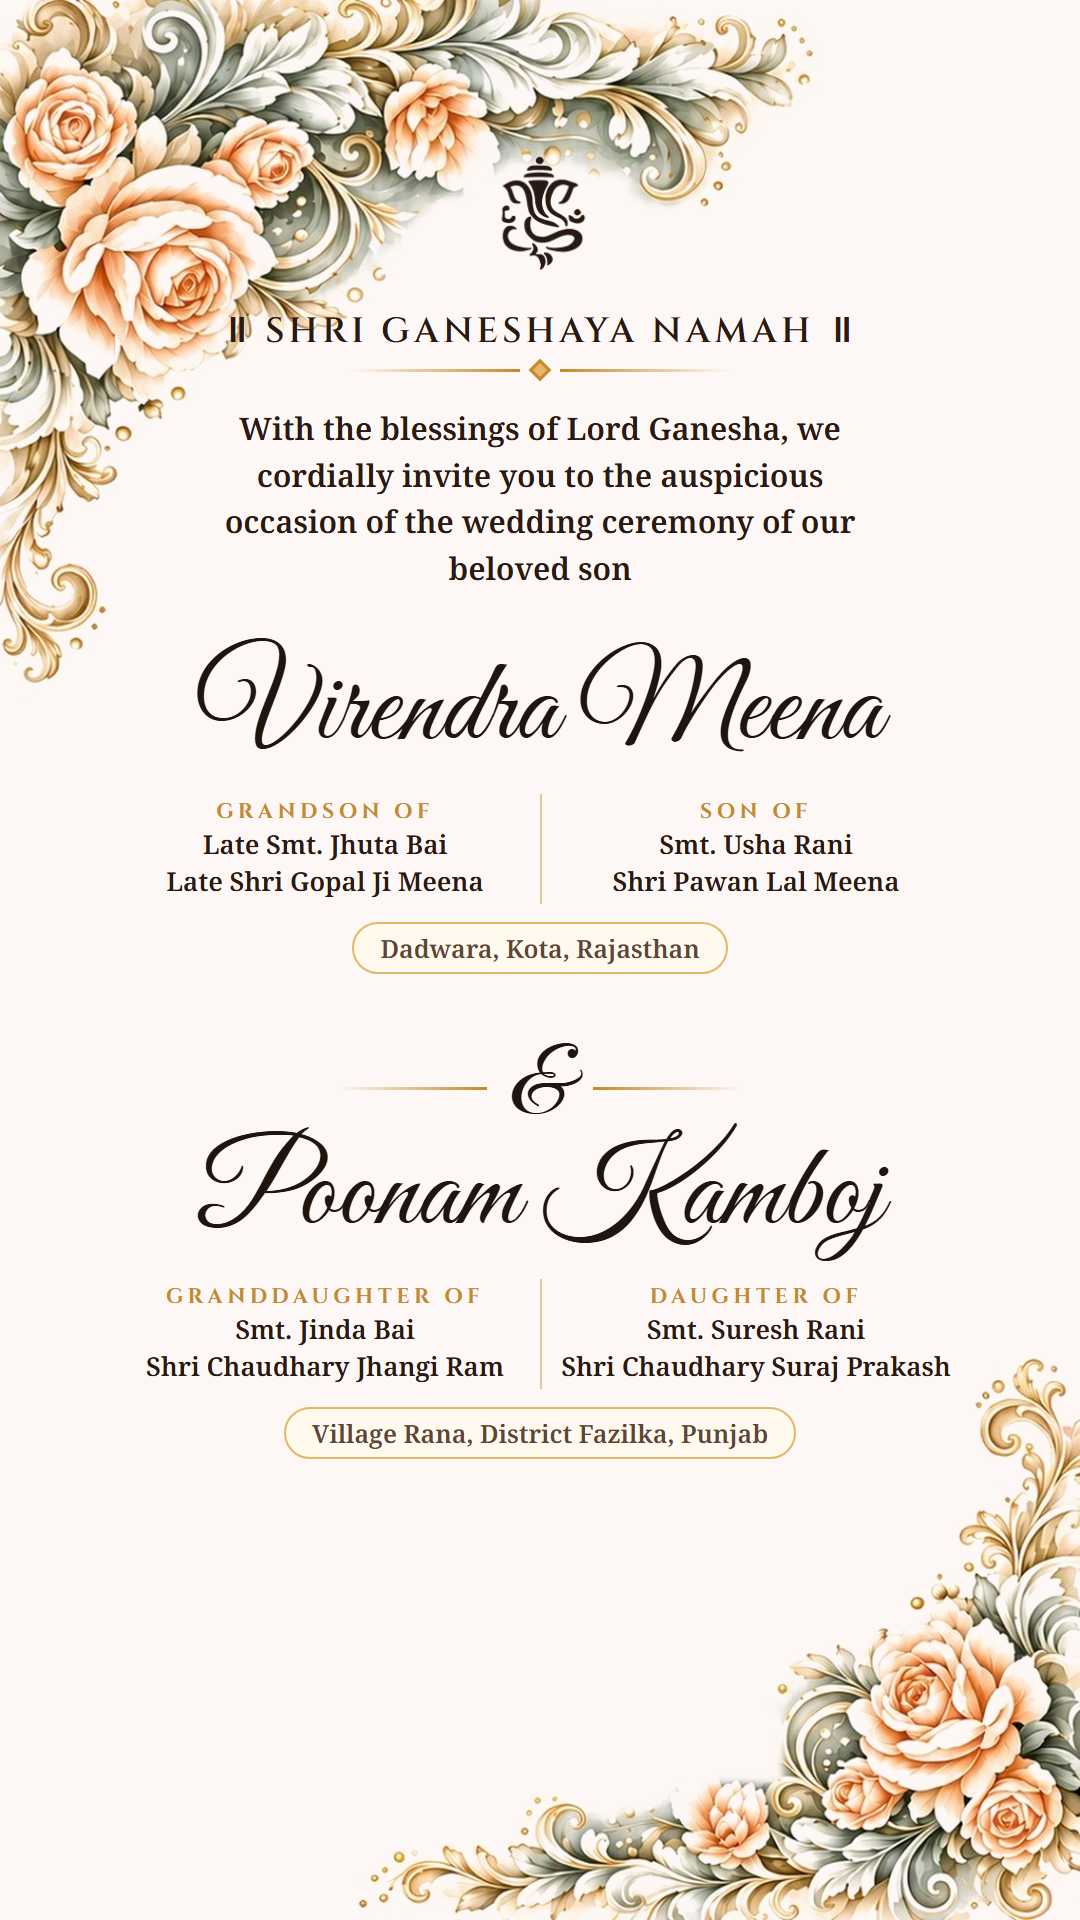 ॥ SHRI GANESHAYA NAMAH ॥
With the blessings of Lord Ganesha, we
cordially invite you to the auspicious
occasion of the wedding ceremony of our
beloved son
Virendra Meena
GRANDSON OF
Late Smt. Jhuta Bai
Late Shri Gopal Ji Meena
SON OF
Smt. Usha Rani
Shri Pawan Lal Meena
Dadwara, Kota, Rajasthan
&
Poonam Kamboj
GRANDDAUGHTER OF
Smt. Jinda Bai
Shri Chaudhary Jhangi Ram
DAUGHTER OF
Smt. Suresh Rani
Shri Chaudhary Suraj Prakash
Village Rana, District Fazilka, Punjab